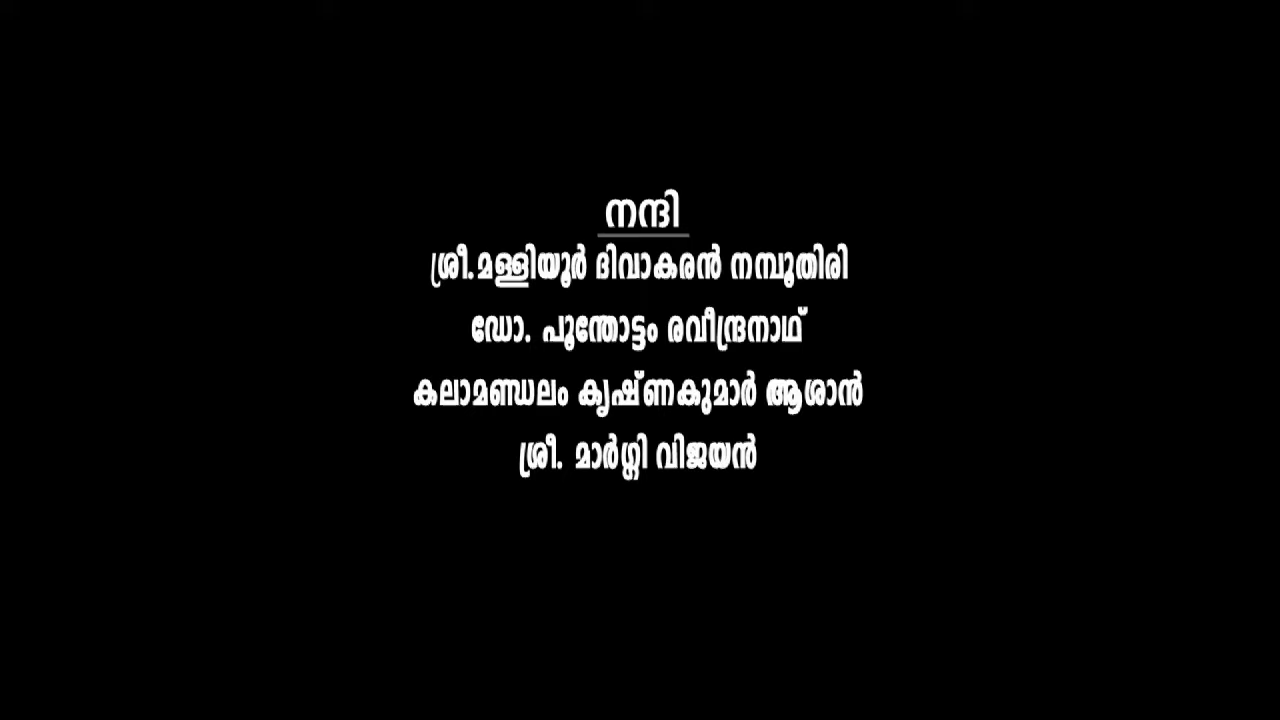 നന്ദി
ശ്രീ.മള്ളിയൂർ ദിവാകരൻ നമ്പൂതിരി
ഡോ. പൂന്തോട്ടം രവീന്ദ്രനാഥ്
കലാമണ്ഡലം കൃഷ്ണകുമാർ ആശാൻ
ശ്രീ. മാർഗ്ഗി വിജയൻ